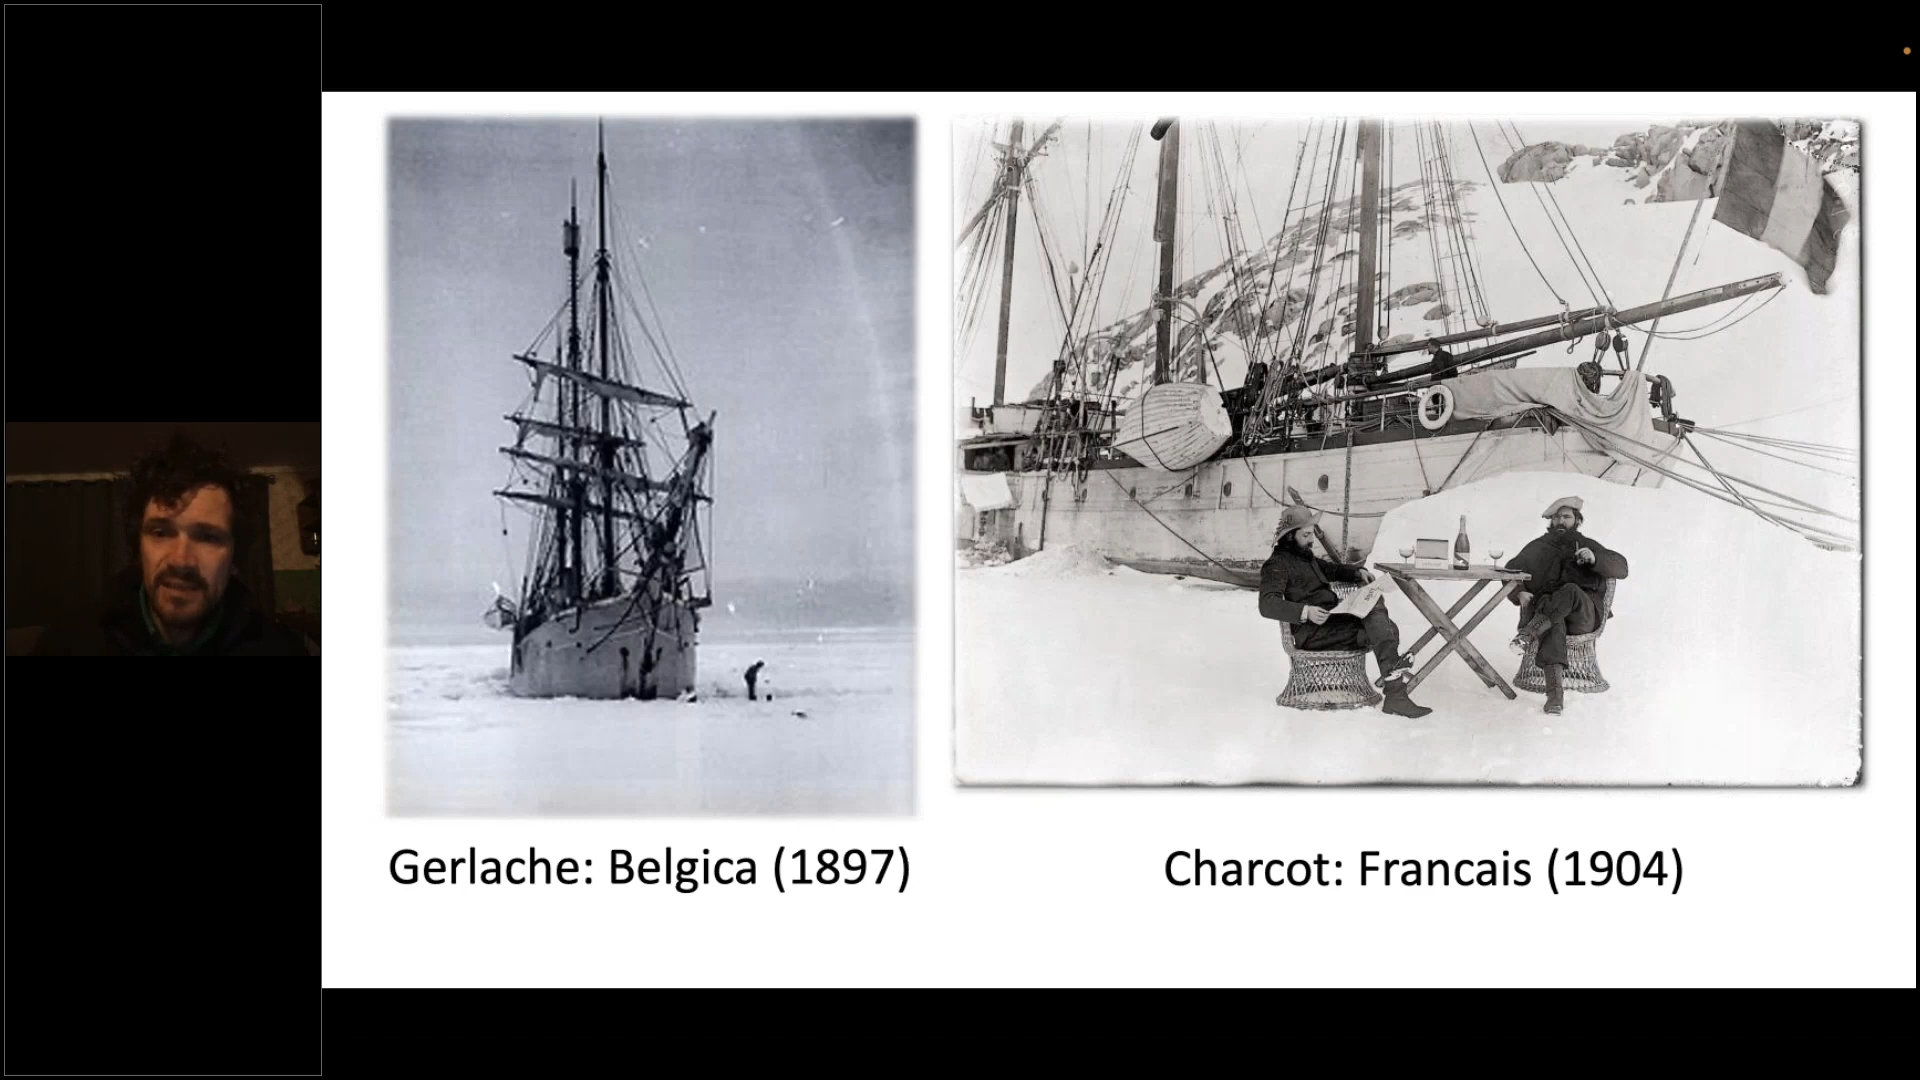 Gerlache: Belgica (1897)
Charcot: Francais (1904)